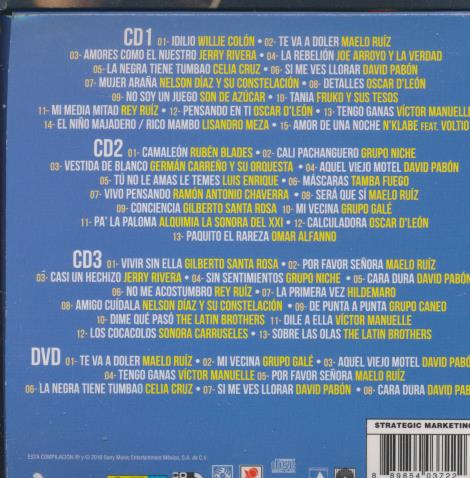 CD1 01- IDILIO WILLIE COLÓN • 02- TE VA A DOLER MAELO RUÍZ
03- AMORES COMO EL NUESTRO JERRY RIVERA • 04- LA REBELIÓN JOE ARROYO Y LA VERDAD
05- LA NEGRA TIENE TUMBAO CELIA CRUZ • 06- SI ME VES LLORAR DAVID PABÓN
07- MUJER ARAÑA NELSON DÍAZ Y SU CONSTELACIÓN • 08- DETALLES OSCAR D'LEÓN
09- NO SOY UN JUEGO SON DE AZÚCAR • 10- TANIA FRUKO Y SUS TESOS
11- MI MEDIA MITAD REY RUÍZ • 12- PENSANDO EN TI OSCAR D'LEÓN • 13- TENGO GANAS VÍCTOR MANUELLE
14- EL NIÑO MAJADERO / RICO MAMBO LISANDRO MEZA • 15- AMOR DE UNA NOCHE N'KLABE FEAT. VOLTIO
CD2 01- CAMALEÓN RUBÉN BLADES • 02- CALI PACHANGUERO GRUPO NICHE
03- VESTIDA DE BLANCO GERMÁN CARREÑO Y SU ORQUESTA • 04- AQUEL VIEJO MOTEL DAVID PABÓN
05- TÚ NO LE AMAS LE TEMES LUIS ENRIQUE • 06- MÁSCARAS TAMBA FUEGO
07- VIVO PENSANDO RAMÓN ANTONIO CHAVERRA • 08- SERÁ QUE SÍ MAELO RUÍZ
09- CONCIENCIA GILBERTO SANTA ROSA • 10- MI VECINA GRUPO GALÉ
11- PA' LA PALOMA ALQUIMIA LA SONORA DEL XXI • 12- CALCULADORA OSCAR D'LEÓN
13- PAQUITO EL RAREZA OMAR ALFANNO
CD3 01- VIVIR SIN ELLA GILBERTO SANTA ROSA • 02- POR FAVOR SEÑORA MAELO RUÍZ
03- CASI UN HECHIZO JERRY RIVERA • 04- SIN SENTIMIENTOS GRUPO NICHE • 05- CARA DURA DAVID PABÓN
06- NO ME ACOSTUMBRO REY RUÍZ • 07- LA PRIMERA VEZ HILDEMARO
08- AMIGO CUÍDALA NELSON DÍAZ Y SU CONSTELACIÓN • 09- DE PUNTA A PUNTA GRUPO CANEO
10- DIME QUÉ PASÓ THE LATIN BROTHERS • 11- DILE A ELLA VÍCTOR MANUELLE
12- LOS COCACOLOS SONORA CARRUSELES • 13- SOBRE LAS OLAS THE LATIN BROTHERS
DVD 01- TE VA A DOLER MAELO RUÍZ • 02- MI VECINA GRUPO GALÉ • 03- AQUEL VIEJO MOTEL DAVID PABÓN
04- TENGO GANAS VÍCTOR MANUELLE 05- POR FAVOR SEÑORA MAELO RUÍZ
06- LA NEGRA TIENE TUMBAO CELIA CRUZ • 07- SI ME VES LLORAR DAVID PABÓN • 08- CARA DURA DAVID PABÓN
STRATEGIC MARKETING
ESTA COMPILACIÓN ℗ y © 2016 Sony Music Entertainment México, S.A. de C.V.
8 89854 03722